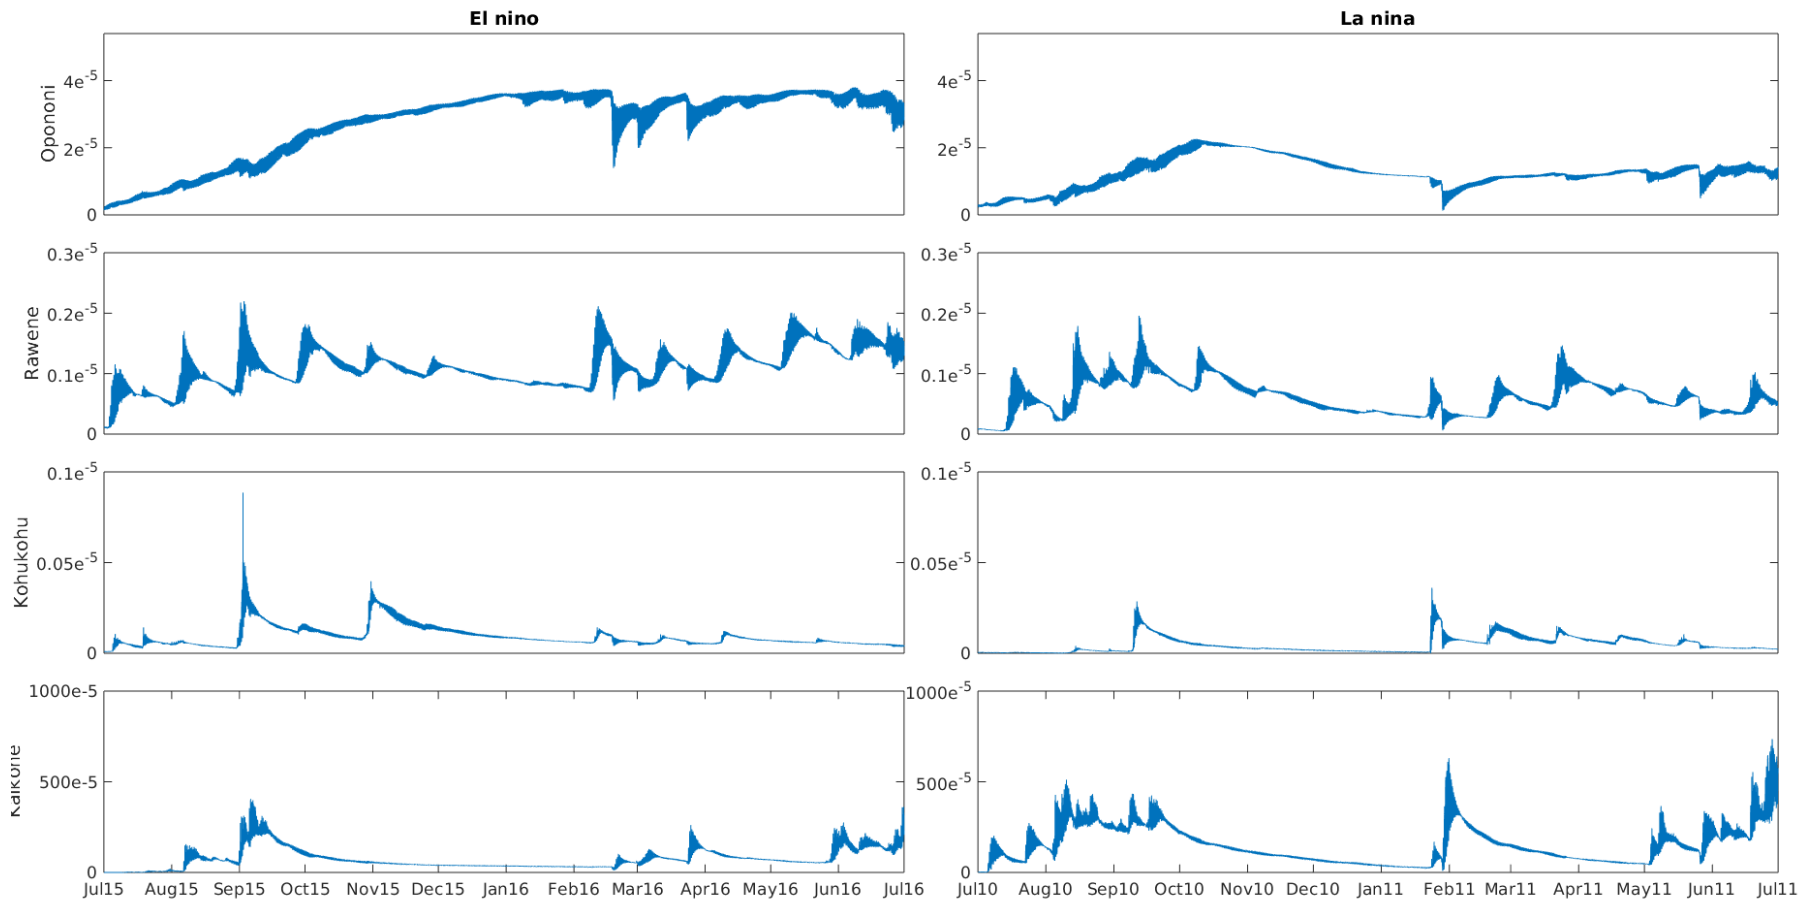 El nino
La nina
Opononi
4e-5
2e-5
0
4e-5
2e-5
0
Rawene
0.3e-5
0.2e-5
0.1e-5
0
0.3e-5
0.2e-5
0.1e-5
0
Kohukohu
0.1e-5
0.05e-5
0
0.1e-5
0.05e-5
0
1000e-5
500e-5
0
1000e-5
500e-5
0
Jul15 Aug15 Sep15 Oct15 Nov15 Dec15 Jan16 Feb16 Mar16 Apr16 May16 Jun16 Jul16
Jul10 Aug10 Sep10 Oct10 Nov10 Dec10 Jan11 Feb11 Mar11 Apr11 May11 Jun11 Jul11